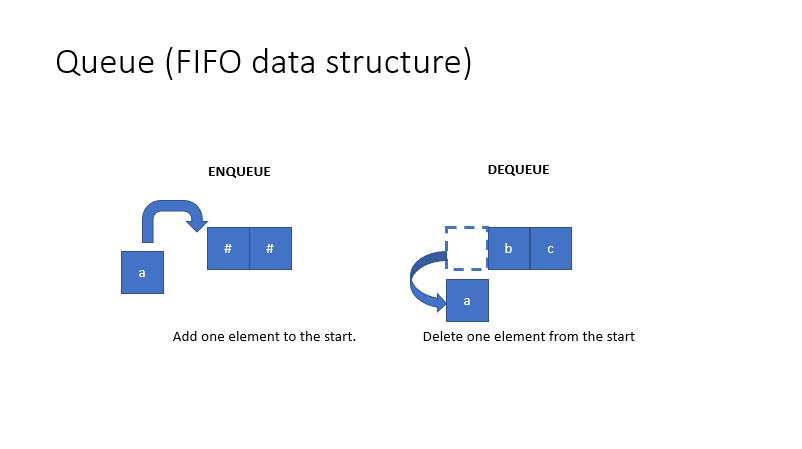 Queue (FIFO data structure)
ENQUEUE
a
# #
Add one element to the start.
DEQUEUE
b c
a
Delete one element from the start